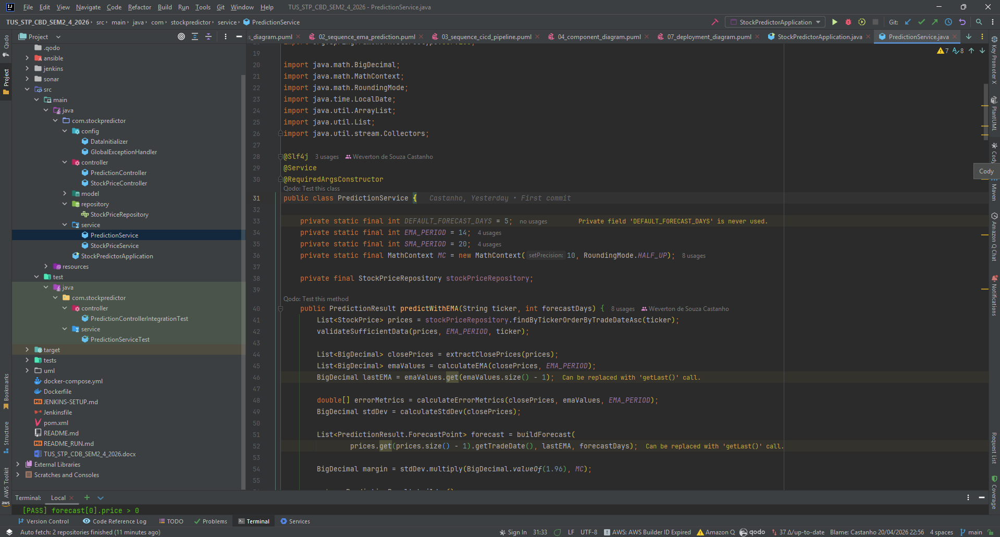 File Edit View Navigate Code Refactor Build Run Tools Git Window Help TUS_STP_CBD_SEM2_4_2026 - PredictionService.java
TUS_STP_CBD_SEM2_4_2026 src main java com stockpredictor service PredictionService
StockPredictorApplication Git:
Project
s_diagram.puml 02_sequence_ema_prediction.puml 03_sequence_cicd_pipeline.puml 04_component_diagram.puml 07_deployment_diagram.puml StockPredictorApplication.java PredictionService.java
7 8
Qodo
Project
Bookmarks
Structure
AWS Toolkit
aws
.qodo
ansible
jenkins
sonar
src
main
java
com.stockpredictor
config
DataInitializer
GlobalExceptionHandler
controller
PredictionController
StockPriceController
model
repository
StockPriceRepository
service
PredictionService
StockPriceService
StockPredictorApplication
resources
test
java
com.stockpredictor
controller
PredictionControllerIntegrationTest
service
PredictionServiceTest
target
tests
uml
docker-compose.yml
Dockerfile
JENKINS-SETUP.md
Jenkinsfile
pom.xml
README.md
README_RUN.md
TUS_STP_CDB_SEM2_4_2026.docx
External Libraries
Scratches and Consoles
19
20 import java.math.BigDecimal;
21 import java.math.MathContext;
22 import java.math.RoundingMode;
23 import java.time.LocalDate;
24 import java.util.ArrayList;
25 import java.util.List;
26 import java.util.stream.Collectors;
27
28 @Slf4j 3 usages Weverton de Souza Castanho
29 @Service
30 @RequiredArgsConstructor
Qodo: Test this class
31 public class PredictionService { Castanho, Yesterday • First commit
32
33 private static final int DEFAULT_FORECAST_DAYS = 5; no usages Private field 'DEFAULT_FORECAST_DAYS' is never used.
34 private static final int EMA_PERIOD = 14; 4 usages
35 private static final int SMA_PERIOD = 20; 4 usages
36 private static final MathContext MC = new MathContext( setPrecision: 10, RoundingMode.HALF_UP); 8 usages
37
38 private final StockPriceRepository stockPriceRepository;
39
Qodo: Test this method
40 public PredictionResult predictWithEMA(String ticker, int forecastDays) { 8 usages Weverton de Souza Castanho
41 List<StockPrice> prices = stockPriceRepository.findByTickerOrderByTradeDateAsc(ticker);
42 validateSufficientData(prices, EMA_PERIOD, ticker);
43
44 List<BigDecimal> closePrices = extractClosePrices(prices);
45 List<BigDecimal> emaValues = calculateEMA(closePrices, EMA_PERIOD);
46 BigDecimal lastEMA = emaValues.get(emaValues.size() - 1); Can be replaced with 'getLast()' call.
47
48 double[] errorMetrics = calculateErrorMetrics(closePrices, emaValues, EMA_PERIOD);
49 BigDecimal stdDev = calculateStdDev(closePrices);
50
51 List<PredictionResult.ForecastPoint> forecast = buildForecast(
52 prices.get(prices.size() - 1).getTradeDate(), lastEMA, forecastDays); Can be replaced with 'getLast()' call.
53
54 BigDecimal margin = stdDev.multiply(BigDecimal.valueOf(1.96), MC);
55
Key Promoter X
PlantUML
Cody
Cody
Maven
Amazon Q Chat
Notifications
Request List
Coverage
Terminal: Local
[PASS] forecast[0].price > 0
Version Control Code Reference Log TODO Problems Terminal Services
Auto fetch: 2 repositories finished (11 minutes ago) Sign In 31:33 LF UTF-8 AWS: AWS Builder ID Expired Amazon Q qodo 37 Δ/up-to-date Blame: Castanho 20/04/2026 22:56 4 spaces main